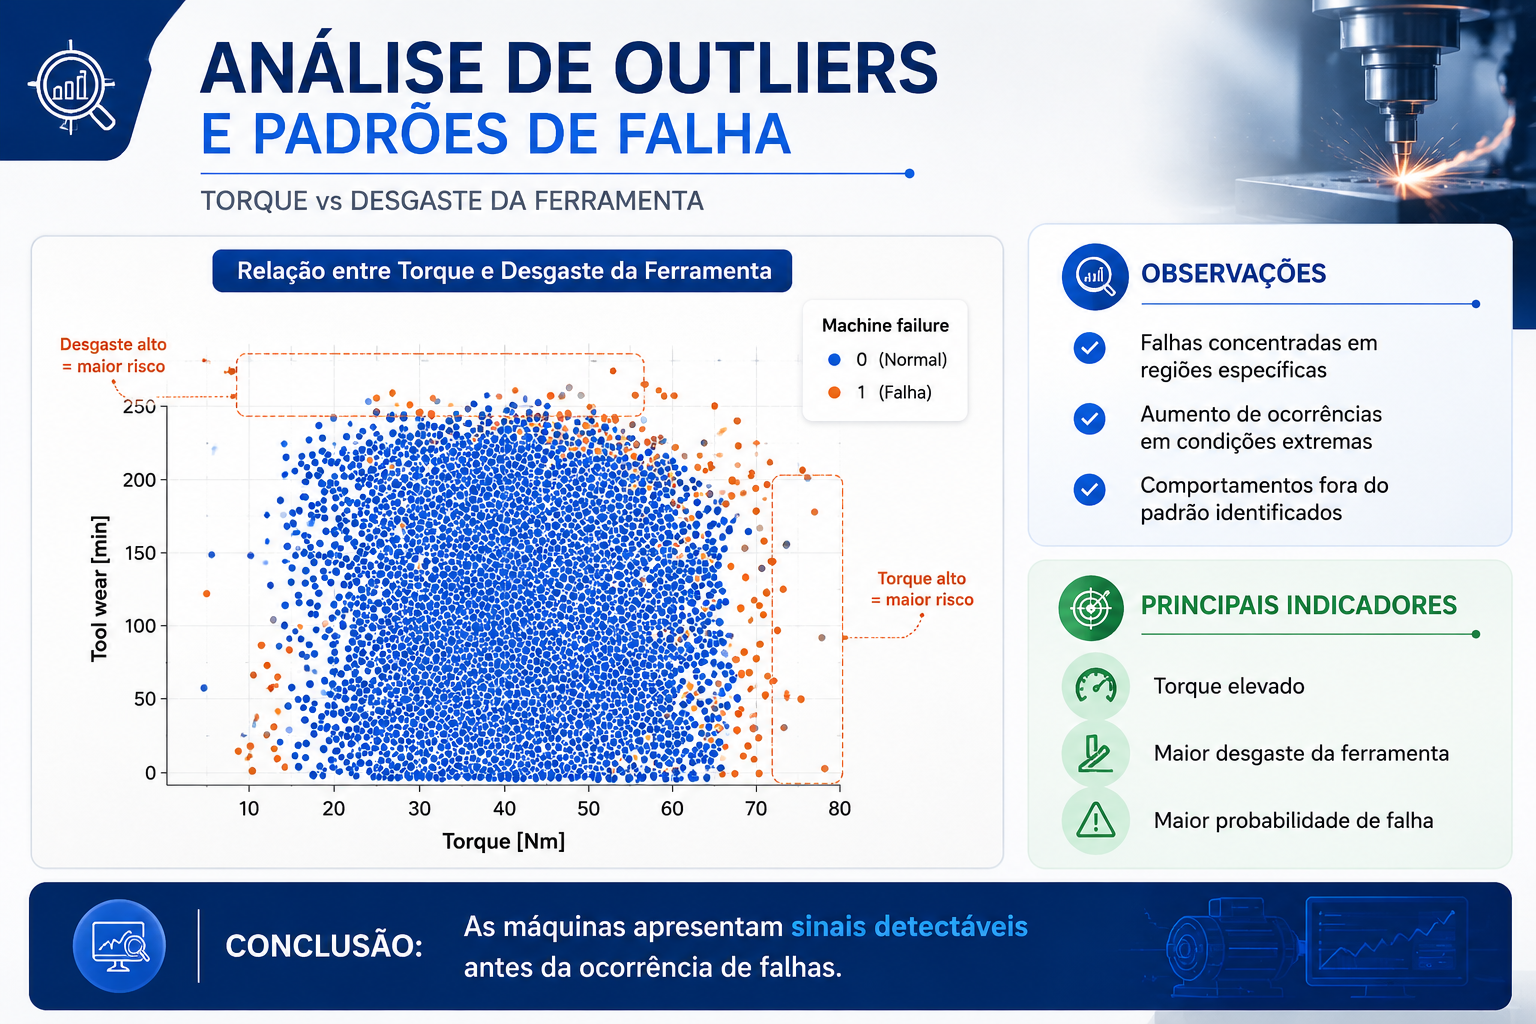 ANÁLISE DE OUTLIERS
E PADRÕES DE FALHA
TORQUE vs DESGASTE DA FERRAMENTA
Relação entre Torque e Desgaste da Ferramenta
Machine failure
0 (Normal)
1 (Falha)
Desgaste alto
= maior risco
250
200
150
100
50
0
Tool wear [min]
10 20 30 40 50 60 70 80
Torque [Nm]
Torque alto
= maior risco
OBSERVAÇÕES
Falhas concentradas em
regiões específicas
Aumento de ocorrências
em condições extremas
Comportamentos fora do
padrão identificados
PRINCIPAIS INDICADORES
Torque elevado
Maior desgaste da ferramenta
Maior probabilidade de falha
CONCLUSÃO:
As máquinas apresentam sinais detectáveis
antes da ocorrência de falhas.